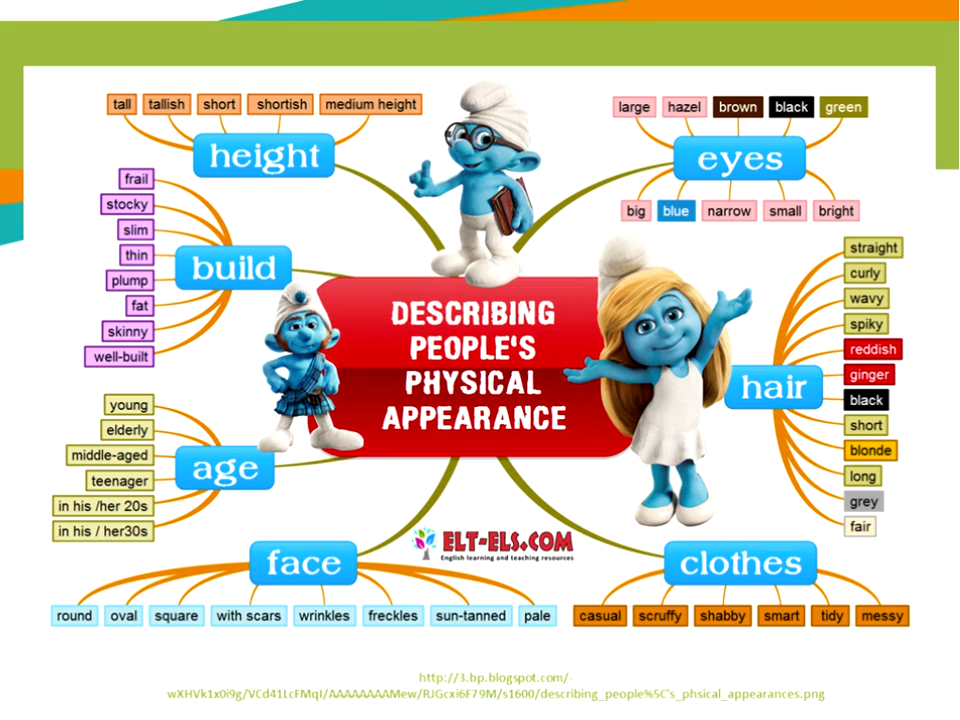 tall tallish short shortish medium height
height
large hazel brown black green
eyes
big blue narrow small bright
frail
stocky
slim
thin
plump
fat
skinny
well-built
build
DESCRIBING
PEOPLE'S
PHYSICAL
APPEARANCE
straight
curly
wavy
spiky
reddish
ginger
black
short
blonde
long
grey
fair
hair
young
elderly
middle-aged
teenager
in his /her 20s
in his / her30s
age
ELT-ELS.COM
English learning and teaching resources
face
round oval square with scars wrinkles freckles sun-tanned pale
clothes
casual scruffy shabby smart tidy messy
http://3.bp.blogspot.com/-
wXHVk1x0i9g/VCd41LcFMqI/AAAAAAAAMew/RJGcxi6F79M/s1600/describing_people%5C's_phsical_appearances.png